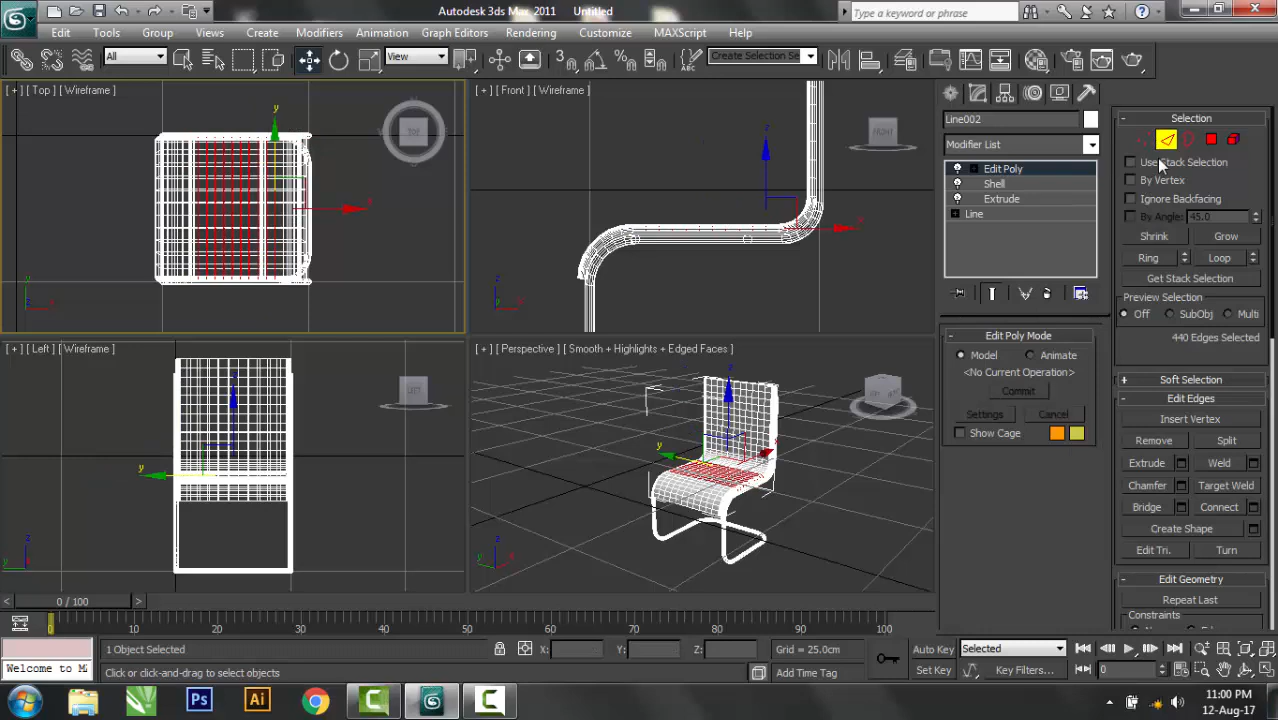 Autodesk 3ds Max 2011   Untitled
Type a keyword or phrase
Edit Tools Group Views Create Modifiers Animation Graph Editors Rendering Customize MAXScript Help
All
View
Create Selection Se
[ + ] [ Top ] [ Wireframe ]
[ + ] [ Front ] [ Wireframe ]
TOP
FRONT
y
x
z
x
y
z x
z
x
[ + ] [ Left ] [ Wireframe ]
[ + ] [ Perspective ] [ Smooth + Highlights + Edged Faces ]
LEFT
z
y
z
y
z
y
x
z
Line002
Modifier List
Edit Poly
Shell
Extrude
Line
Edit Poly Mode
Model Animate
<No Current Operation>
Commit
Settings Cancel
Show Cage
Selection
Use Stack Selection
By Vertex
Ignore Backfacing
By Angle: 45.0
Shrink Grow
Ring Loop
Get Stack Selection
Preview Selection
Off SubObj Multi
440 Edges Selected
Soft Selection
Edit Edges
Insert Vertex
Remove Split
Extrude Weld
Chamfer Target Weld
Bridge Connect
Create Shape
Edit Tri. Turn
Edit Geometry
Repeat Last
Constraints
< 0 / 100 >
0 10 20 30 40 50 60 70 80 90 100
1 Object Selected X: Y: Z: Grid = 25.0cm Auto Key Selected
Welcome to M Click or click-and-drag to select objects Add Time Tag Set Key Key Filters... 0
Ps Ai
11:00 PM
12-Aug-17